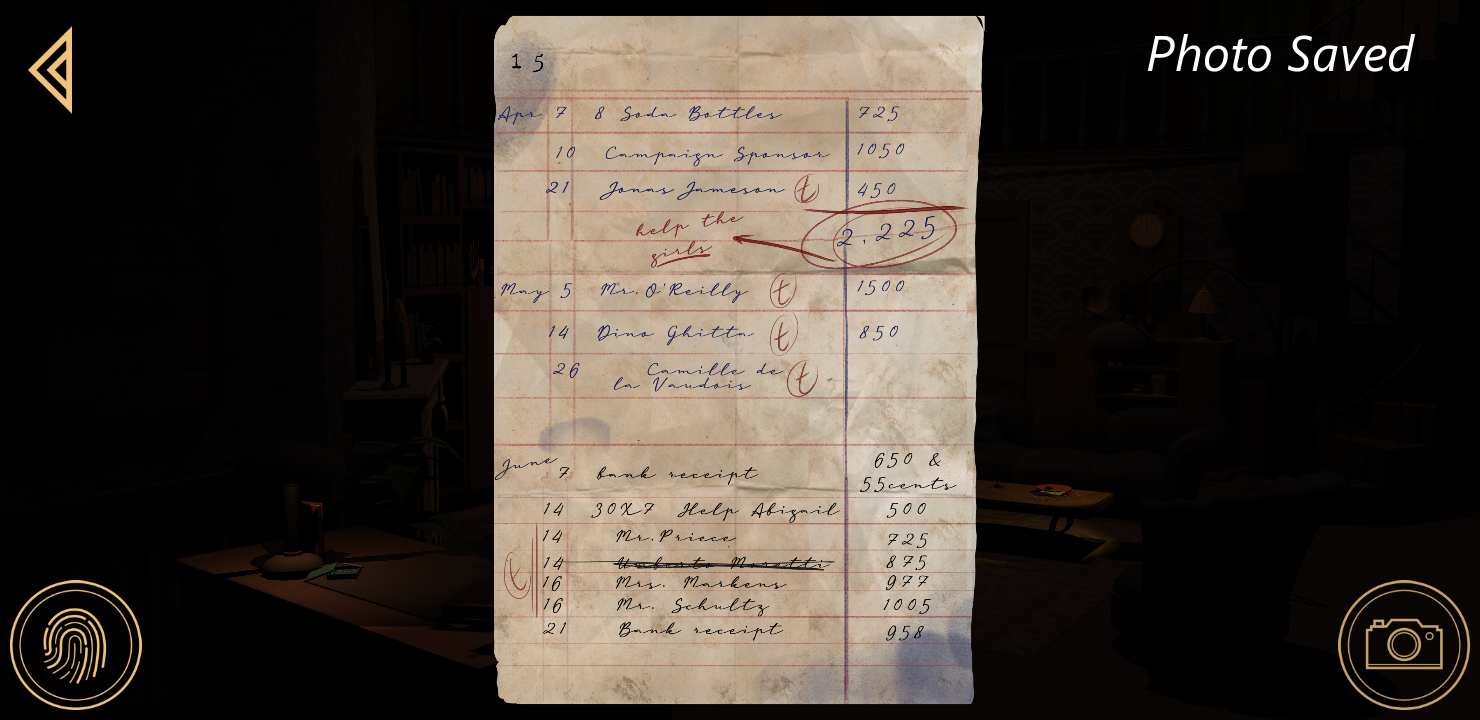 Photo Saved
15
Apr. 7 8 Soda Bottles 725
10 Campaign Sponsor 1050
21 Jonas Jameson t 450
help the 2.225
girls
May 5 Mr. O'Reilly t 1500
14 Dino Ghitta t 850
26 Camille de
la Vaudois t
June 7 bank receipt 650 &
55cents
14 30X7 Help Abigail 500
14 Mr. Priece 725
t 14 Umberto Moretti 875
16 Mrs. Markens 977
16 Mr. Schultz 1005
21 Bank receipt 958